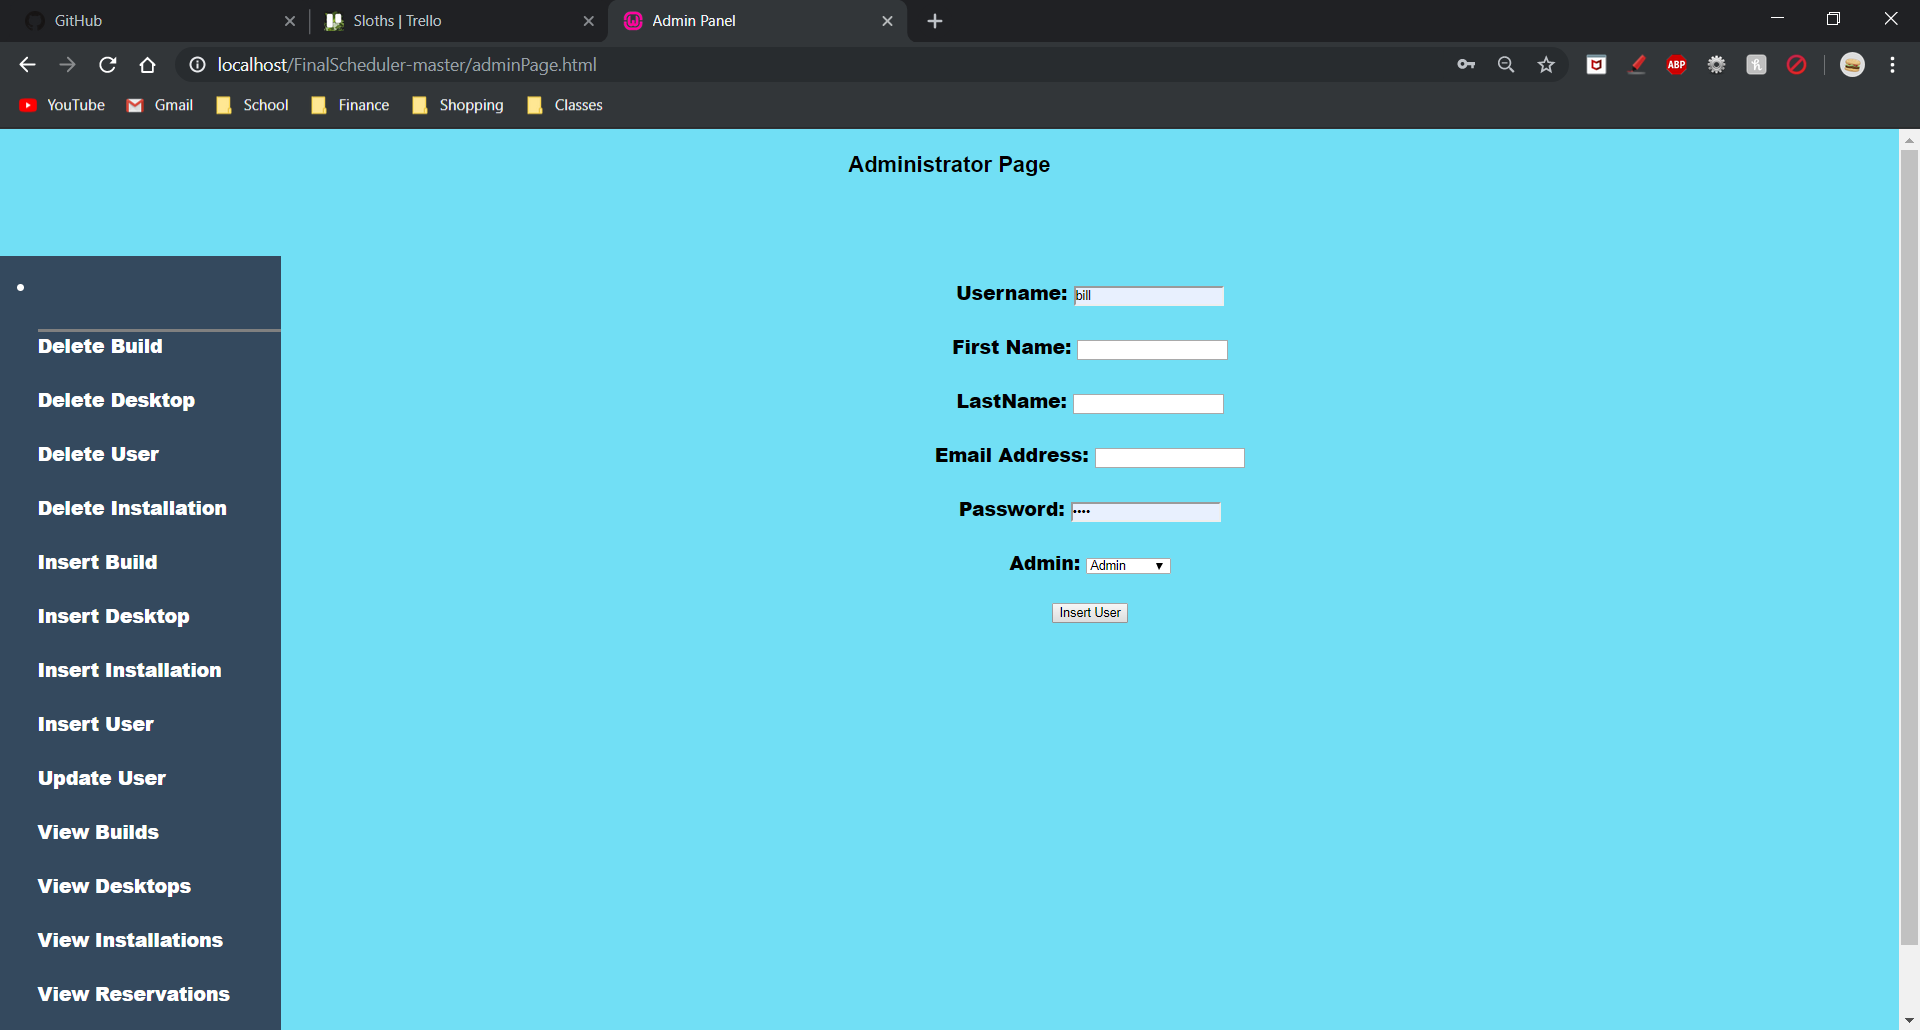 GitHub
Sloths | Trello
Admin Panel
localhost/FinalScheduler-master/adminPage.html
ABP
YouTube
Gmail
School
Finance
Shopping
Classes
Administrator Page
Delete Build
Delete Desktop
Delete User
Delete Installation
Insert Build
Insert Desktop
Insert Installation
Insert User
Update User
View Builds
View Desktops
View Installations
View Reservations
Username: bill
First Name:
LastName:
Email Address:
Password: ••••
Admin: Admin
Insert User